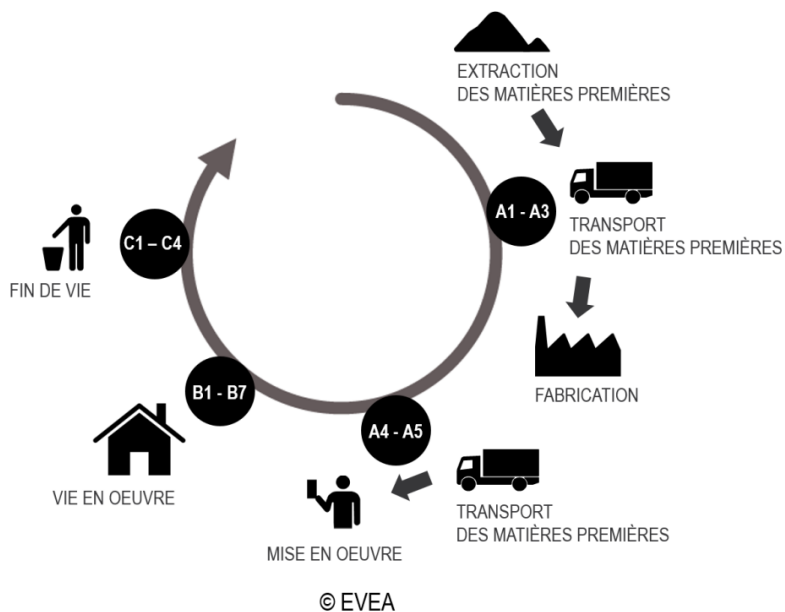 EXTRACTION
DES MATIÈRES PREMIÈRES
A1 - A3
TRANSPORT
DES MATIÈRES PREMIÈRES
FABRICATION
A4 - A5
TRANSPORT
DES MATIÈRES PREMIÈRES
MISE EN OEUVRE
B1 - B7
VIE EN OEUVRE
C1 – C4
FIN DE VIE
© EVEA